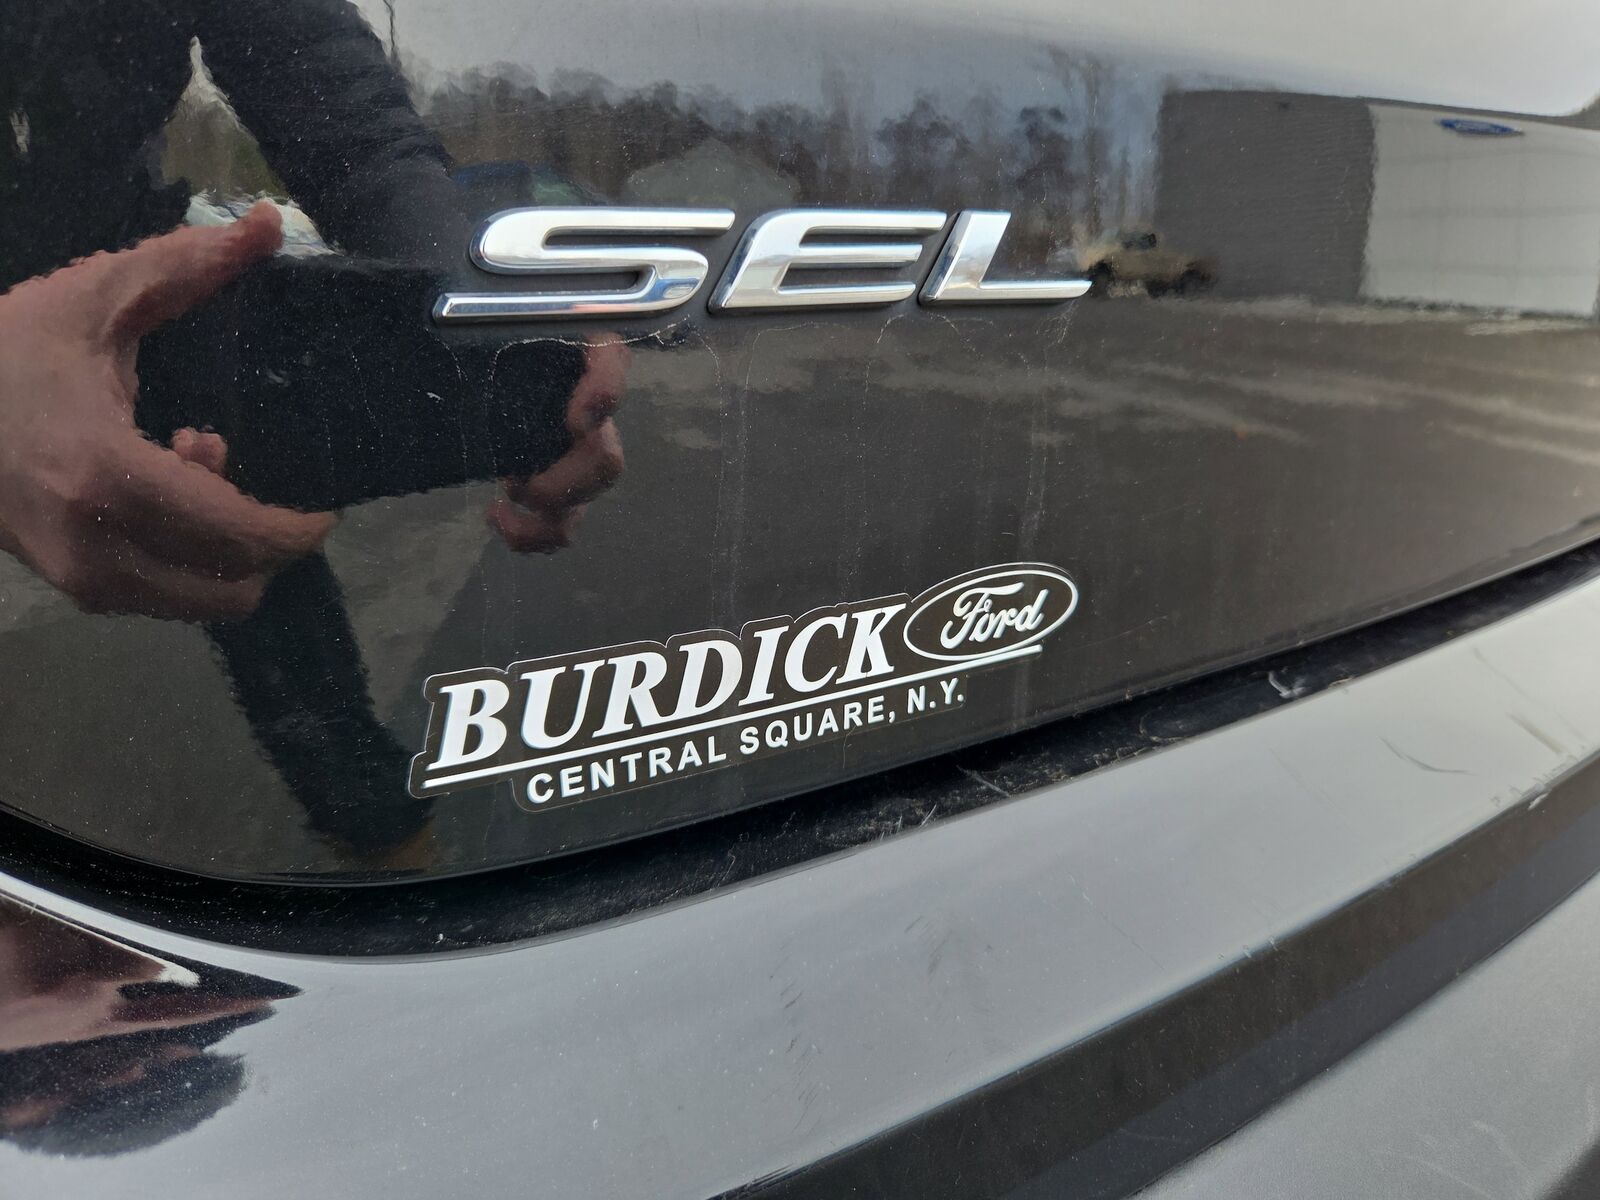 SEL
BURDICK Ford
CENTRAL SQUARE, N.Y.